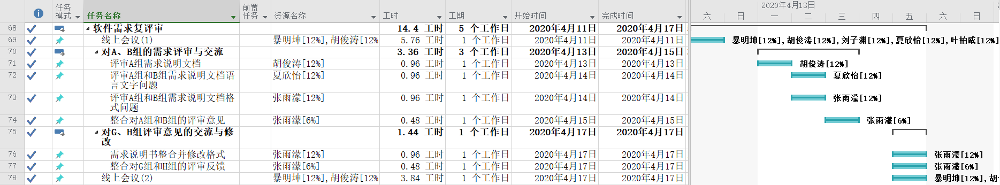 任务模式 任务名称 前置任务 资源名称 工时 工期 开始时间 完成时间 2020年4月13日
六 日 一 二 三 四 五 六 日
68 软件需求复评审 14.4 工时 5 个工作日 2020年4月11日 2020年4月17日
69 线上会议(1) 暴明坤[12%],胡俊涛[12% 5.76 工时 1 个工作日 2020年4月11日 2020年4月11日 暴明坤[12%],胡俊涛[12%],刘子渊[12%],夏欣怡[12%],叶柏威[12%]
70 对A、B组的需求评审与交流 3.36 工时 3 个工作日 2020年4月13日 2020年4月15日
71 评审A组需求说明文档 胡俊涛[12%] 0.96 工时 1 个工作日 2020年4月13日 2020年4月13日 胡俊涛[12%]
72 评审A组和B组需求说明文档语 夏欣怡[12%] 0.96 工时 1 个工作日 2020年4月14日 2020年4月14日 夏欣怡[12%]
言文字问题
73 评审A组和B组需求说明文档格 张雨濛[12%] 0.96 工时 1 个工作日 2020年4月14日 2020年4月14日 张雨濛[12%]
式问题
74 整合对A组和B组的评审意见 张雨濛[6%] 0.48 工时 1 个工作日 2020年4月15日 2020年4月15日 张雨濛[6%]
75 对G、H组评审意见的交流与修 1.44 工时 1 个工作日 2020年4月17日 2020年4月17日
改
76 需求说明书整合并修改格式 张雨濛[12%] 0.96 工时 1 个工作日 2020年4月17日 2020年4月17日 张雨濛[12%]
77 整合对G组和H组的评审反馈 张雨濛[6%] 0.48 工时 1 个工作日 2020年4月17日 2020年4月17日 张雨濛[6%]
78 线上会议(2) 暴明坤[12%],胡俊涛[12% 3.84 工时 1 个工作日 2020年4月17日 2020年4月17日 暴明坤[12%],胡